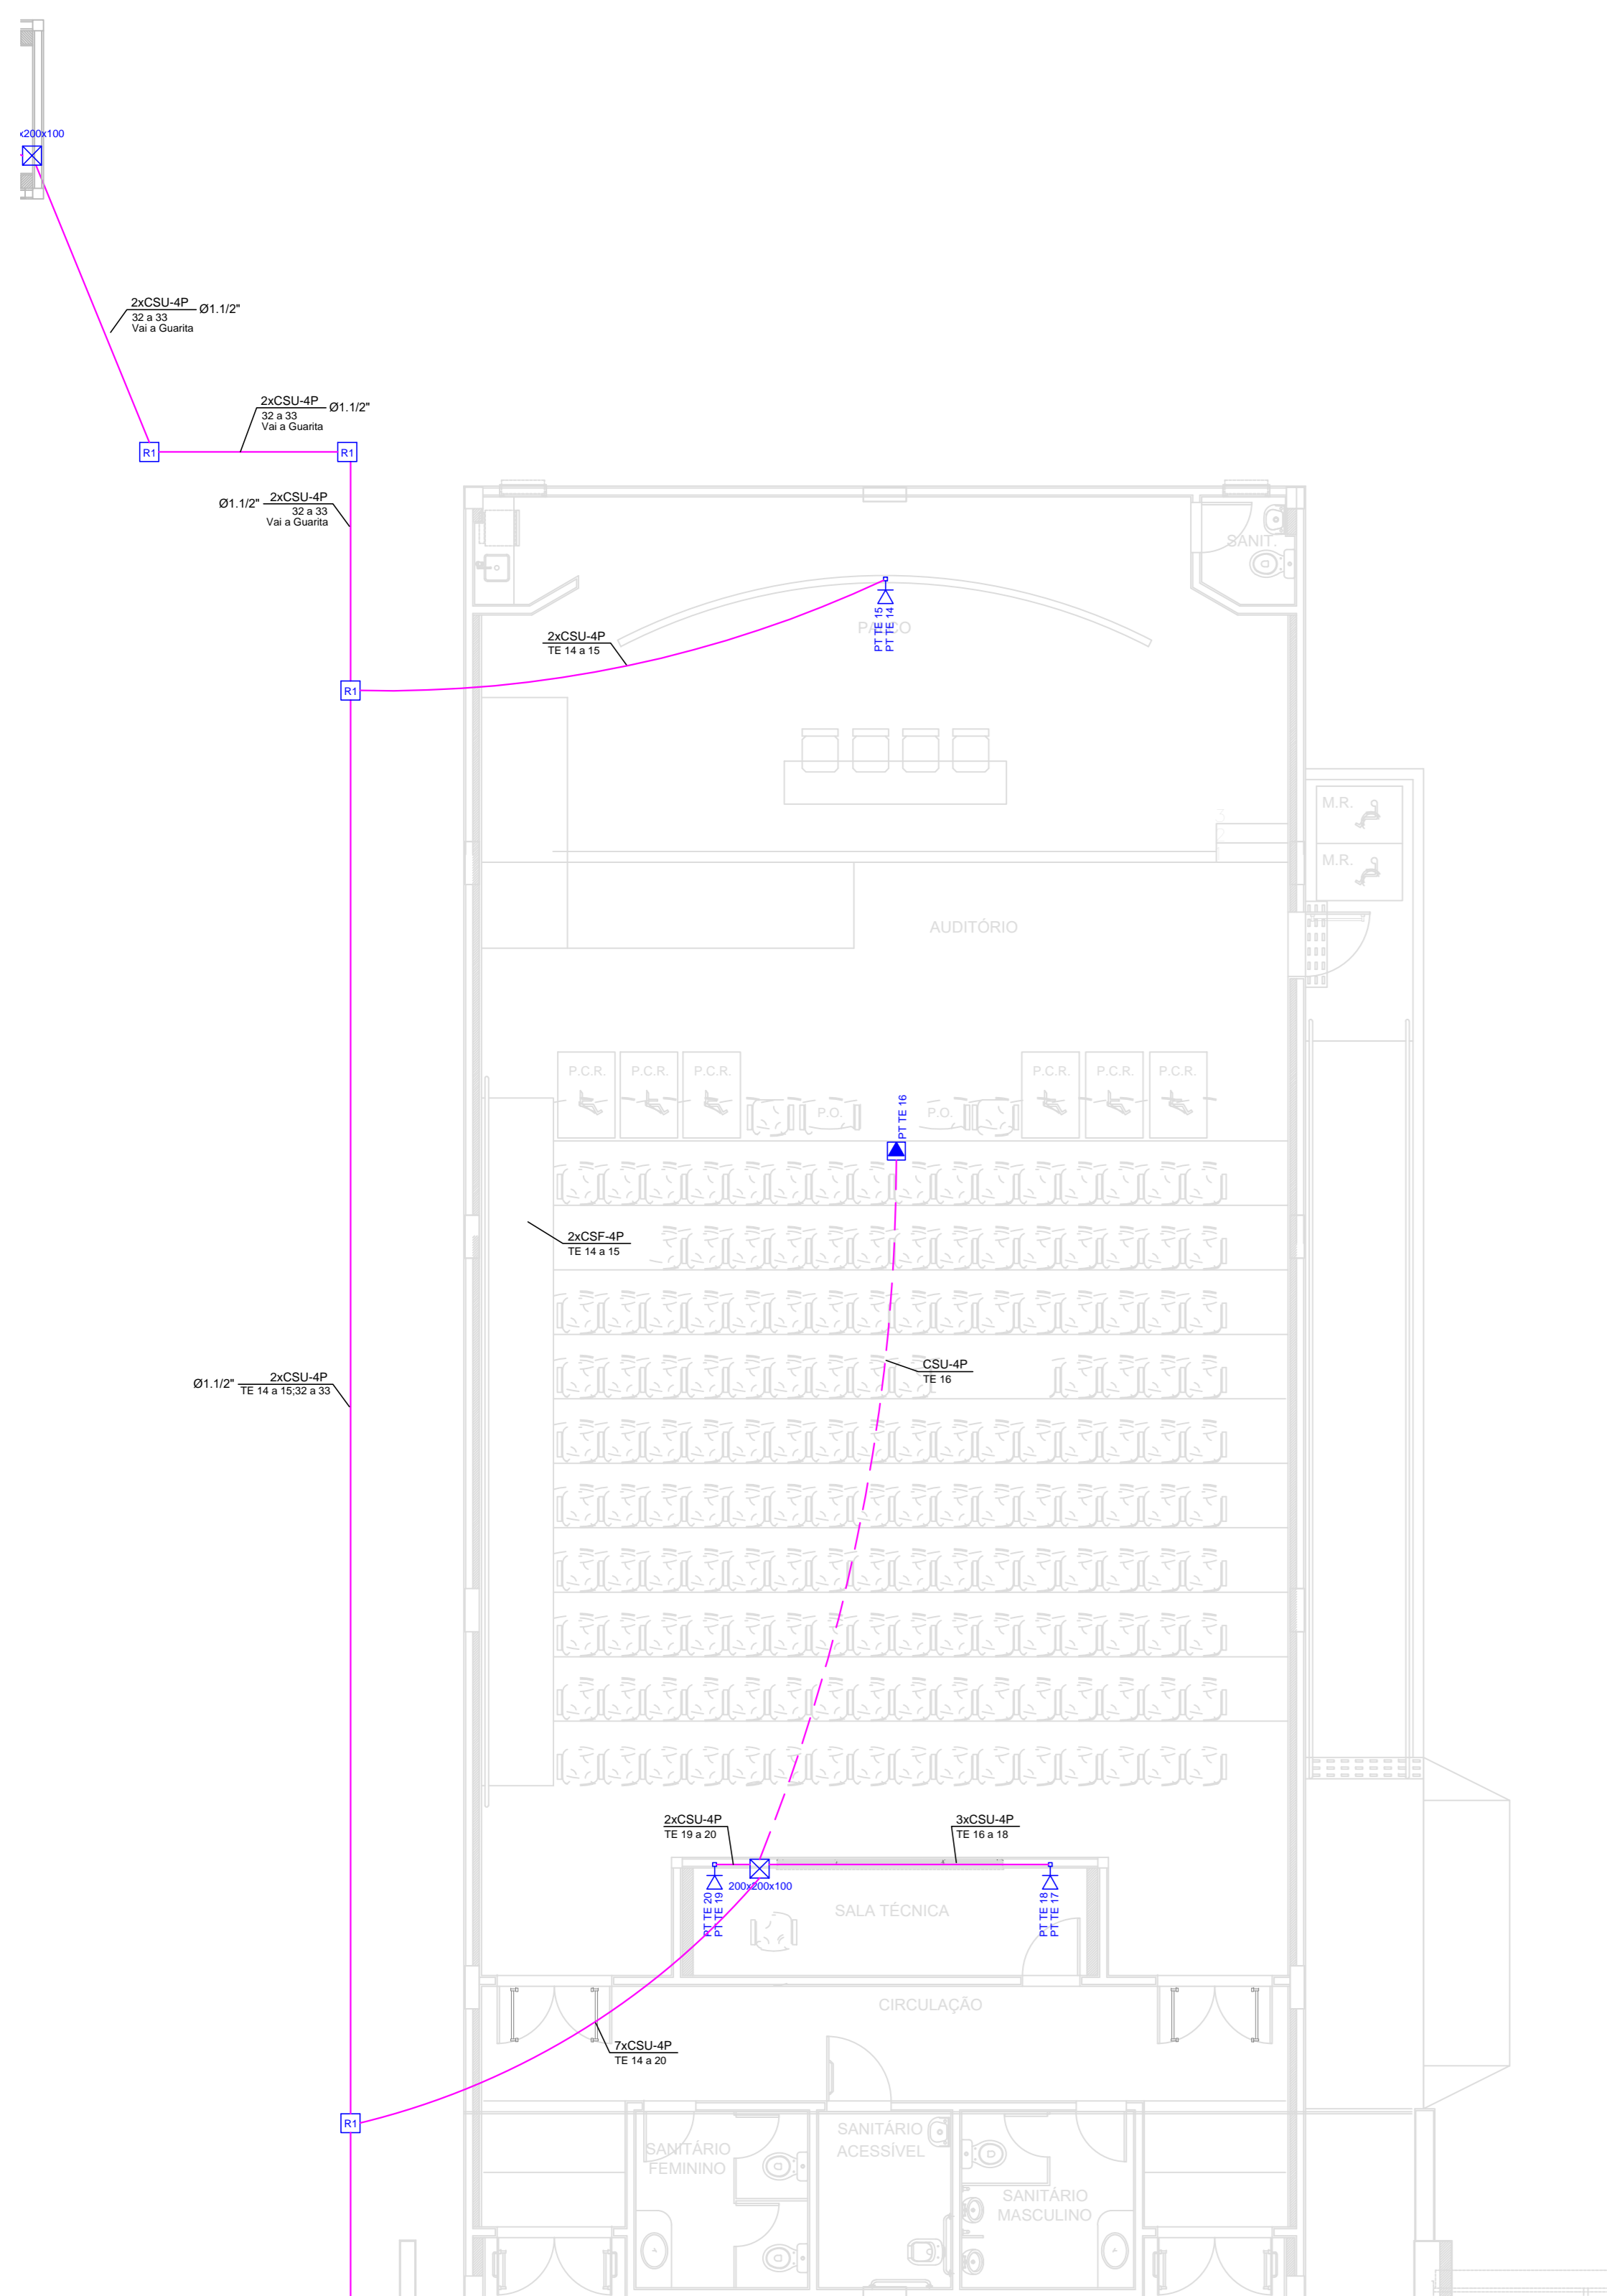 x200x100
2xCSU-4P
Ø1.1/2"
32 a 33
Vai a Guarita
2xCSU-4P
Ø1.1/2"
32 a 33
Vai a Guarita
R1
R1
Ø1.1/2"
2xCSU-4P
32 a 33
Vai a Guarita
SANIT.
PT TE 15
PT TE 14
PALCO
2xCSU-4P
TE 14 a 15
R1
M.R.
M.R.
AUDITÓRIO
P.C.R.
P.C.R.
P.C.R.
P.C.R.
P.C.R.
P.C.R.
P.O.
P.O.
PT TE 16
2xCSF-4P
TE 14 a 15
CSU-4P
TE 16
Ø1.1/2"
2xCSU-4P
TE 14 a 15;32 a 33
2xCSU-4P
TE 19 a 20
3xCSU-4P
TE 16 a 18
200x200x100
PT TE 20
PT TE 19
PT TE 18
PT TE 17
SALA TÉCNICA
CIRCULAÇÃO
7xCSU-4P
TE 14 a 20
R1
SANITÁRIO
FEMININO
SANITÁRIO
ACESSÍVEL
SANITÁRIO
MASCULINO